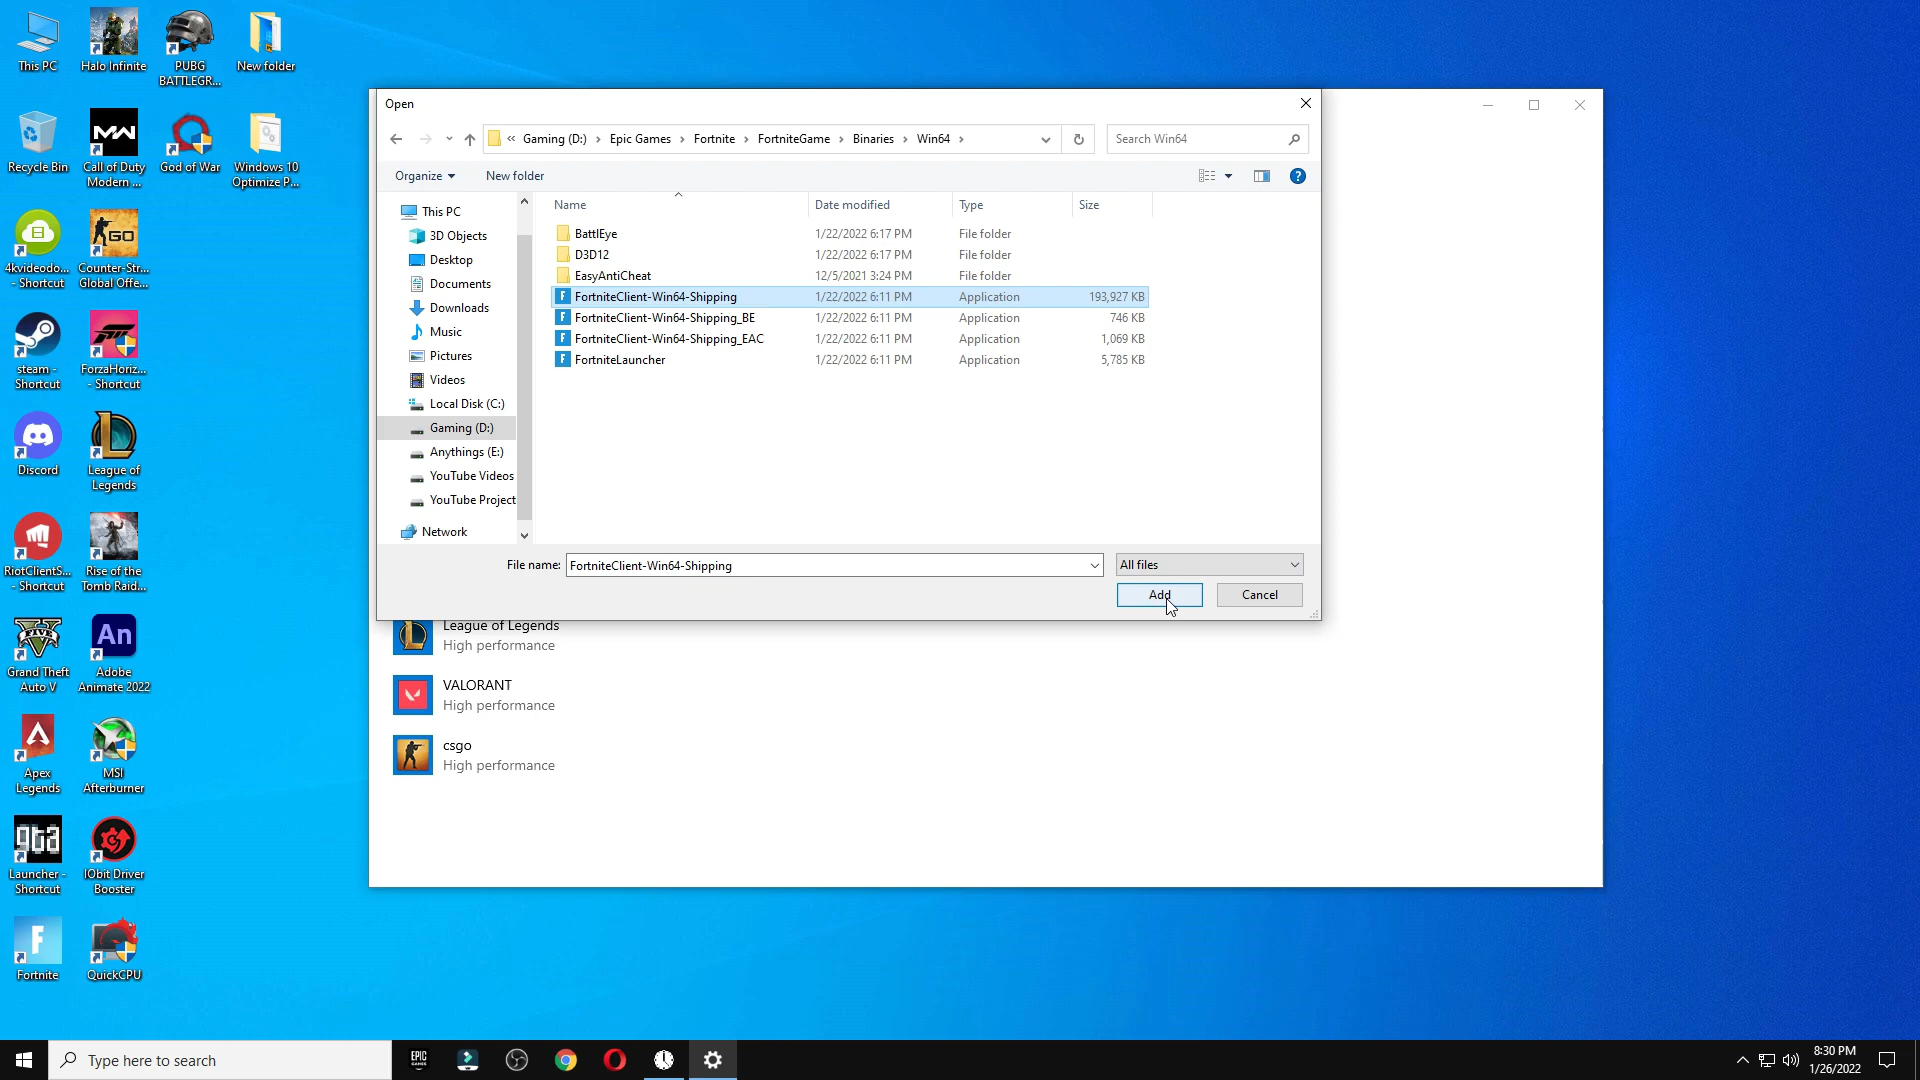 This PC
Halo Infinite
PUBG
BATTLEGR...
New folder
Recycle Bin
Call of Duty
Modern ...
God of War
Windows 10
Optimize P...
4kvideodo...
- Shortcut
GO
Counter-Str...
Global Offe...
steam -
Shortcut
ForzaHoriz...
- Shortcut
Discord
League of
Legends
RiotClientS...
- Shortcut
Rise of the
Tomb Raid...
FIVE
Grand Theft
Auto V
An
Adobe
Animate 2022
Apex
Legends
MSI
Afterburner
gta
Launcher -
Shortcut
IObit Driver
Booster
F
Fortnite
QuickCPU
Open
« Gaming (D:) › Epic Games › Fortnite › FortniteGame › Binaries › Win64 ›
Search Win64
Organize
New folder
This PC
3D Objects
Desktop
Documents
Downloads
Music
Pictures
Videos
Local Disk (C:)
Gaming (D:)
Anythings (E:)
YouTube Videos
YouTube Project
Network
Name Date modified Type Size
BattlEye 1/22/2022 6:17 PM File folder
D3D12 1/22/2022 6:17 PM File folder
EasyAntiCheat 12/5/2021 3:24 PM File folder
FortniteClient-Win64-Shipping 1/22/2022 6:11 PM Application 193,927 KB
FortniteClient-Win64-Shipping_BE 1/22/2022 6:11 PM Application 746 KB
FortniteClient-Win64-Shipping_EAC 1/22/2022 6:11 PM Application 1,069 KB
FortniteLauncher 1/22/2022 6:11 PM Application 5,785 KB
File name: FortniteClient-Win64-Shipping
All files
Add
Cancel
League of Legends
High performance
VALORANT
High performance
csgo
High performance
Type here to search
EPIC
GAMES
8:30 PM
1/26/2022